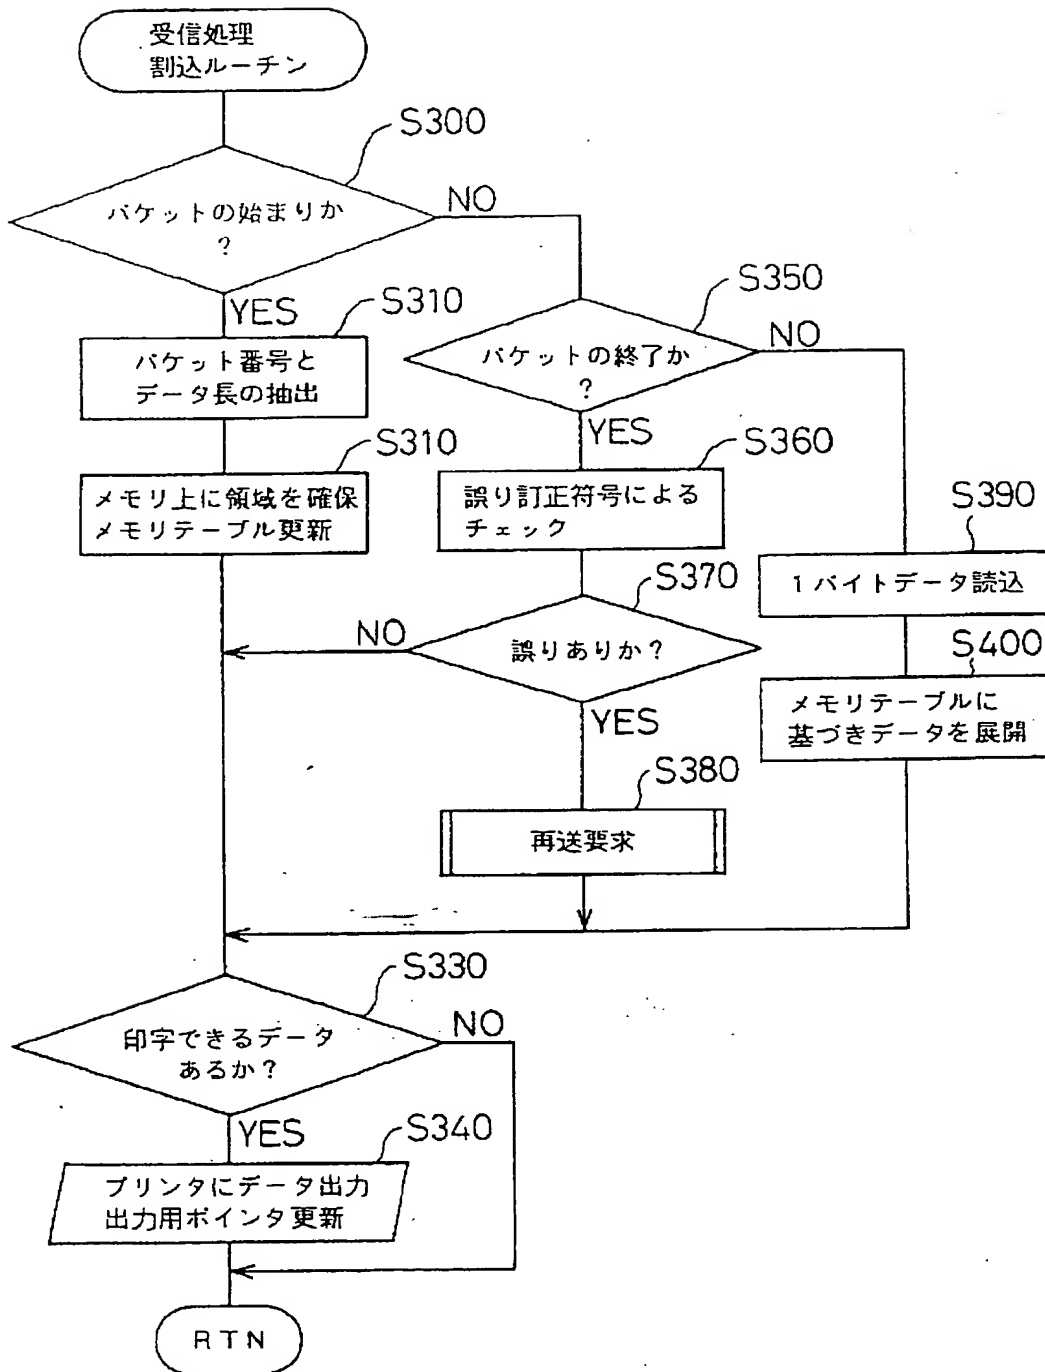 受信処理
割込ルーチン
S300
パケットの始まりか
?
NO
YES
S310
パケット番号と
データ長の抽出
S310
メモリ上に領域を確保
メモリテーブル更新
S350
パケットの終了か
?
NO
YES
S360
誤り訂正符号による
チェック
S370
誤りありか?
NO
YES
S380
再送要求
S390
1バイトデータ読込
S400
メモリテーブルに
基づきデータを展開
S330
印字できるデータ
あるか?
NO
YES
S340
プリンタにデータ出力
出力用ポインタ更新
RTN